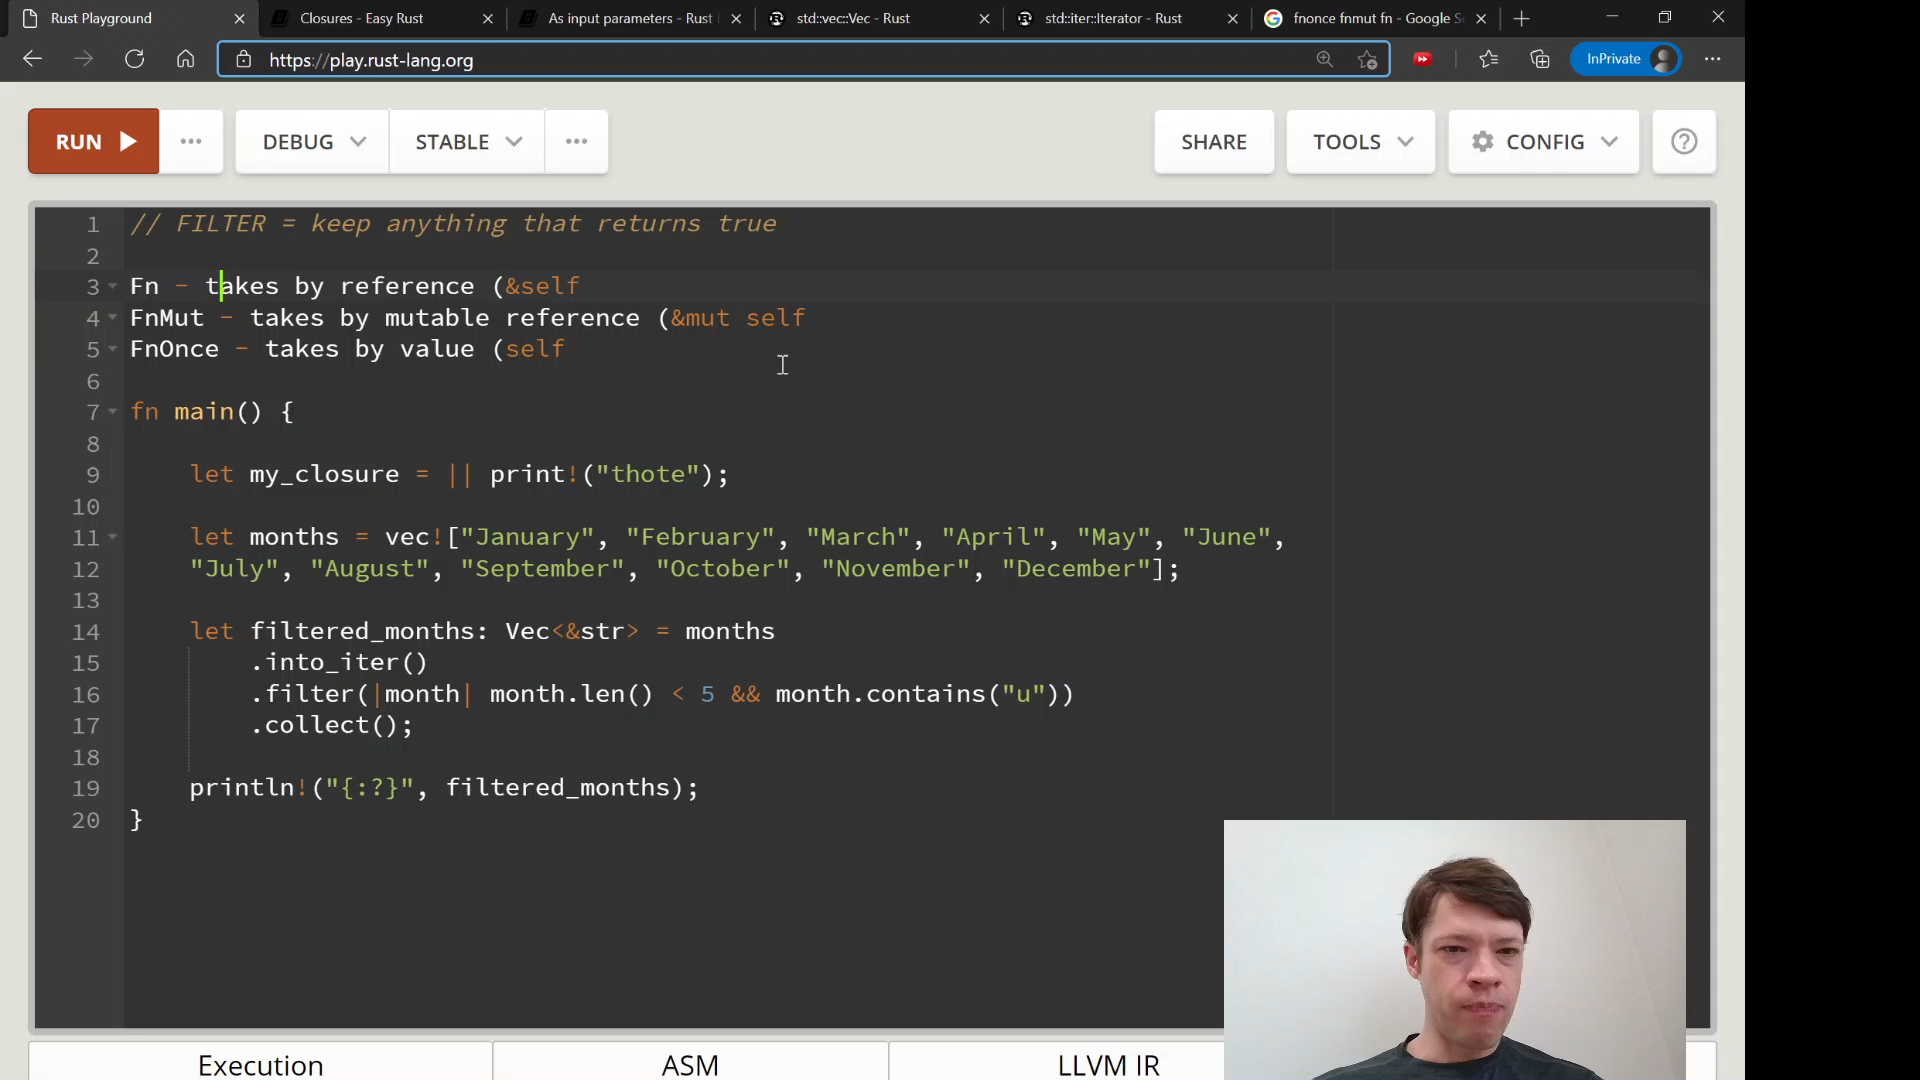 Rust Playground
Closures - Easy Rust
As input parameters - Rust
std::vec::Vec - Rust
std::iter::Iterator - Rust
fnonce fnmut fn - Google Se
https://play.rust-lang.org
InPrivate
RUN
DEBUG
STABLE
SHARE
TOOLS
CONFIG
1 // FILTER = keep anything that returns true
2
3 Fn - takes by reference (&self
4 FnMut - takes by mutable reference (&mut self
5 FnOnce - takes by value (self
6
7 fn main() {
8
9 let my_closure = || print!("thote");
10
11 let months = vec!["January", "February", "March", "April", "May", "June",
12 "July", "August", "September", "October", "November", "December"];
13
14 let filtered_months: Vec<&str> = months
15 .into_iter()
16 .filter(|month| month.len() < 5 && month.contains("u"))
17 .collect();
18
19 println!("{:?}", filtered_months);
20 }
Execution
ASM
LLVM IR